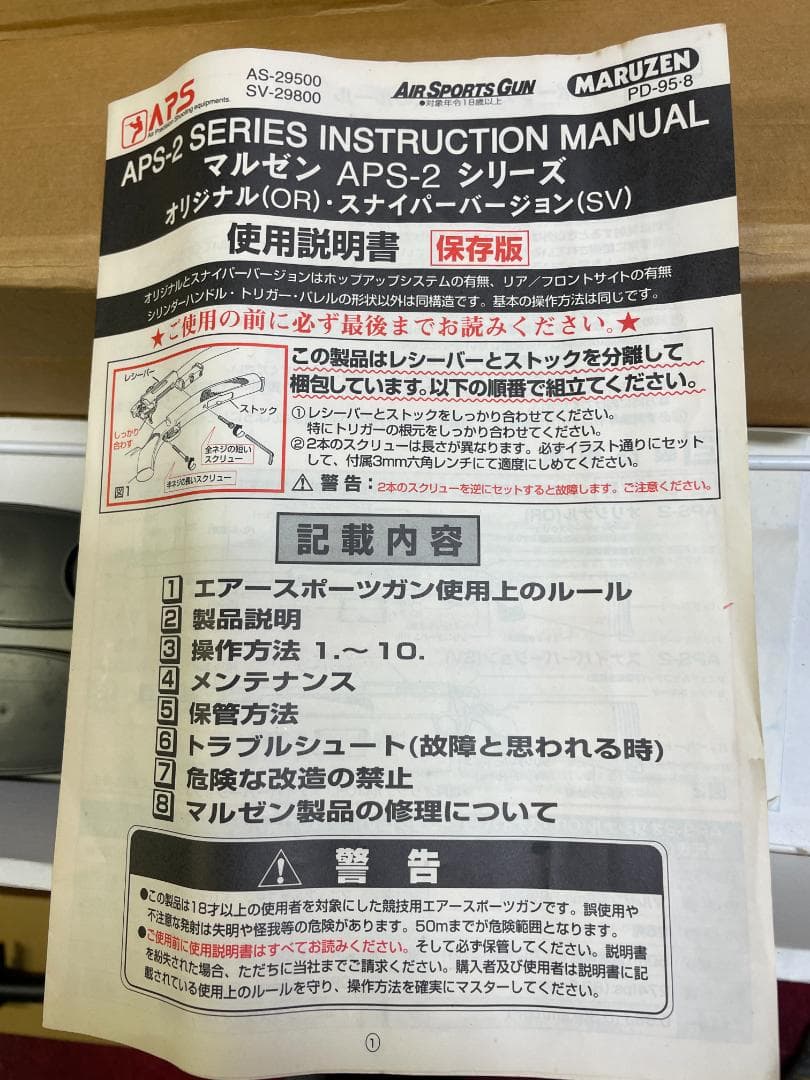 APS
Air Precision Shooting equipments.
AS-29500
SV-29800
AIR SPORTS GUN
●対象年令18歳以上
MARUZEN
PD-95・8
APS-2 SERIES INSTRUCTION MANUAL
マルゼン APS-2 シリーズ
オリジナル(OR)・スナイパーバージョン(SV)
使用説明書 保存版
オリジナルとスナイパーバージョンはホップアップシステムの有無、リア/フロントサイトの有無
シリンダーハンドル・トリガー・バレルの形状以外は同構造です。基本の操作方法は同じです。
★ご使用の前に必ず最後までお読みください。★
レシーバー
ストック
しっかり
合わす
全ネジの短い
スクリュー
半ネジの長いスクリュー
図1
この製品はレシーバーとストックを分離して
梱包しています。以下の順番で組立てください。
①レシーバーとストックをしっかり合わせてください。
特にトリガーの根元をしっかり合わせてください。
②2本のスクリューは長さが異なります。必ずイラスト通りにセット
して、付属3mm六角レンチにて適度にしめてください。
⚠ 警告:2本のスクリューを逆にセットすると故障します。ご注意ください。
記載内容
1 エアースポーツガン使用上のルール
2 製品説明
3 操作方法 1.〜10.
4 メンテナンス
5 保管方法
6 トラブルシュート(故障と思われる時)
7 危険な改造の禁止
8 マルゼン製品の修理について
⚠ 警告
●この製品は18才以上の使用者を対象にした競技用エアースポーツガンです。誤使用や
不注意な発射は失明や怪我等の危険があります。50mまでが危険範囲となります。
●ご使用前に使用説明書はすべてお読みください。そして必ず保管してください。説明書
を紛失された場合、ただちに当社までご請求ください。購入者及び使用者は説明書に記
載されている使用上のルールを守り、操作方法を確実にマスターしてください。
①